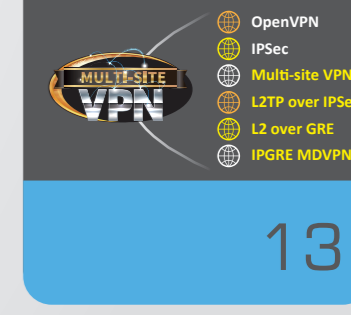 MULTI-SITE
VPN
OpenVPN
IPSec
Multi-site VPN
L2TP over IPSe
L2 over GRE
IPGRE MDVPN
13